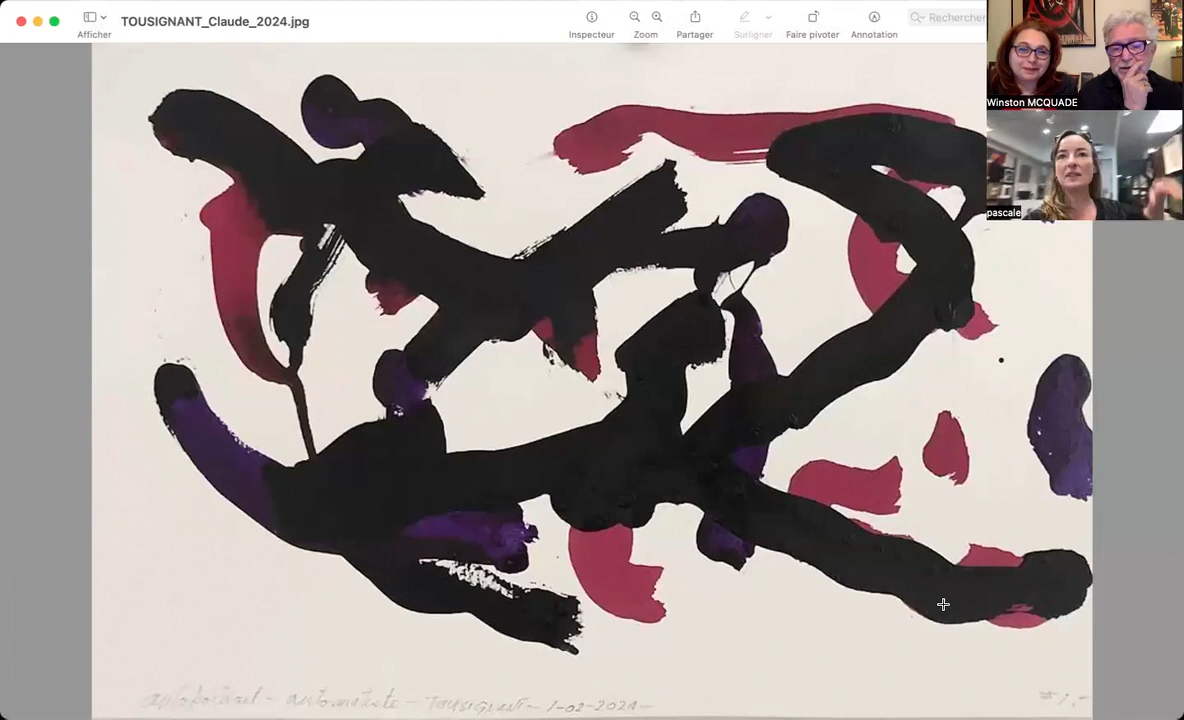 TOUSIGNANT_Claude_2024.jpg
Afficher
Inspecteur
Zoom
Partager
Surligner
Faire pivoter
Annotation
Rechercher
Winston MCQUADE
pascale
autoportrait - automatiste - TOUSIGNANT - 1-02-2024 -